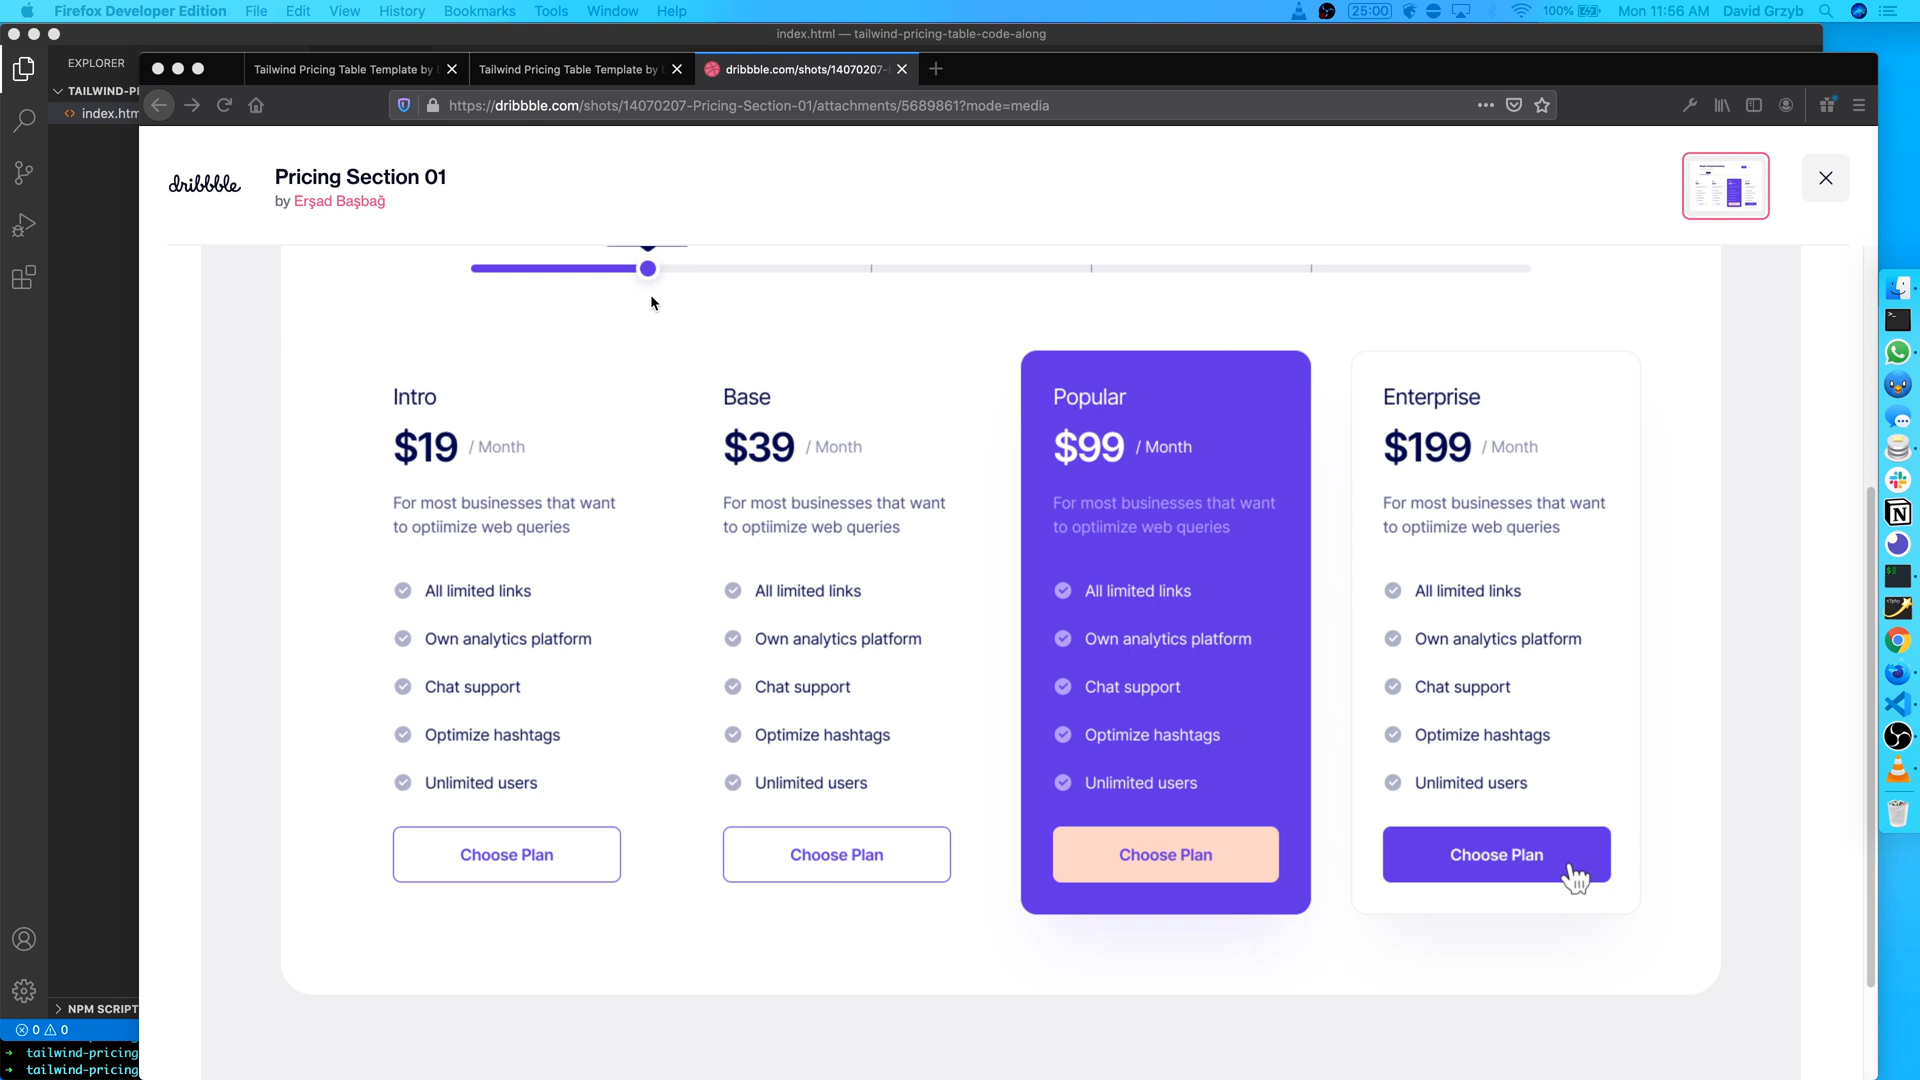 Firefox Developer Edition File Edit View History Bookmarks Tools Window Help 25:00 100% Mon 11:56 AM David Grzyb
index.html — tailwind-pricing-table-code-along
EXPLORER
TAILWIND-PI
index.htm
Tailwind Pricing Table Template by
Tailwind Pricing Table Template by
dribbble.com/shots/14070207-
https://dribbble.com/shots/14070207-Pricing-Section-01/attachments/5689861?mode=media
dribbble
Pricing Section 01
by Erşad Başbağ
Intro
$19 / Month
For most businesses that want
to optiimize web queries
All limited links
Own analytics platform
Chat support
Optimize hashtags
Unlimited users
Choose Plan
Base
$39 / Month
For most businesses that want
to optiimize web queries
All limited links
Own analytics platform
Chat support
Optimize hashtags
Unlimited users
Choose Plan
Popular
$99 / Month
For most businesses that want
to optiimize web queries
All limited links
Own analytics platform
Chat support
Optimize hashtags
Unlimited users
Choose Plan
Enterprise
$199 / Month
For most businesses that want
to optiimize web queries
All limited links
Own analytics platform
Chat support
Optimize hashtags
Unlimited users
Choose Plan
NPM SCRIPT
0 0
tailwind-pricing
tailwind-pricing